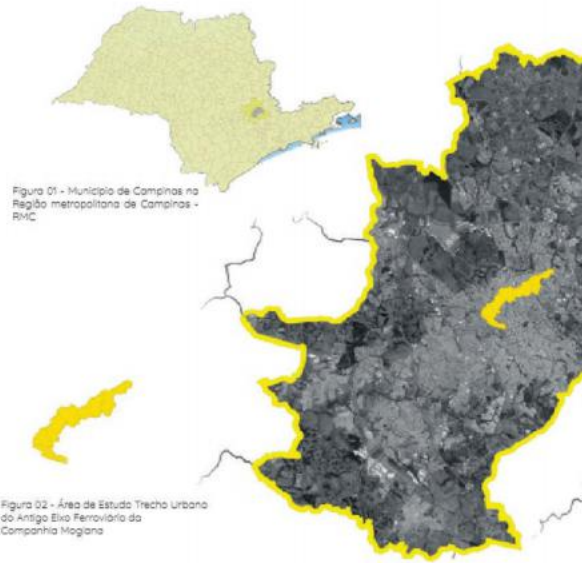 Figura 01 - Município de Campinas na
Região metropolitana de Campinas -
RMC
Figura 02 - Área de Estudo Trecho Urbano
do Antigo Eixo Ferroviário da
Companhia Mogiana